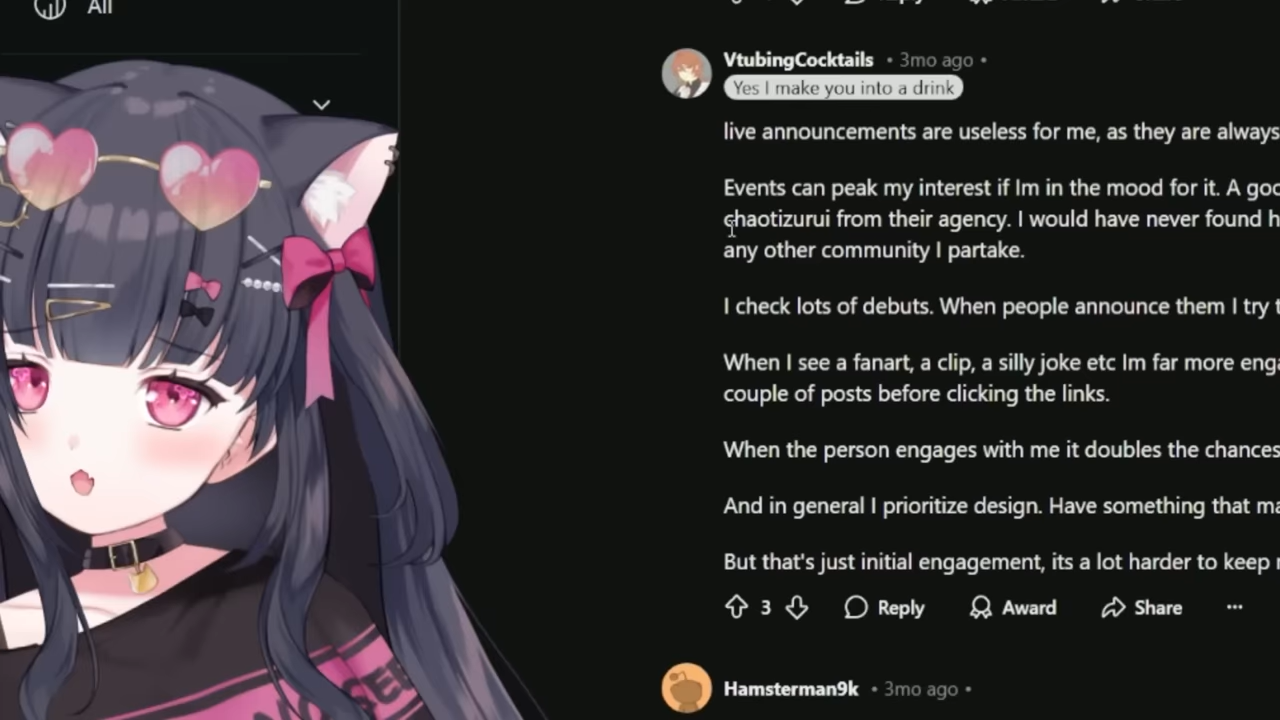 All
VtubingCocktails • 3mo ago •
Yes I make you into a drink
live announcements are useless for me, as they are always
Events can peak my interest if Im in the mood for it. A
chaotizurui from their agency. I would have never found
any other community I partake.
I check lots of debuts. When people announce them I try
When I see a fanart, a clip, a silly joke etc Im far more
couple of posts before clicking the links.
When the person engages with me it doubles the chances
And in general I prioritize design. Have something that
But that's just initial engagement, its a lot harder to keep
3 Reply Award Share ...
Hamsterman9k • 3mo ago •